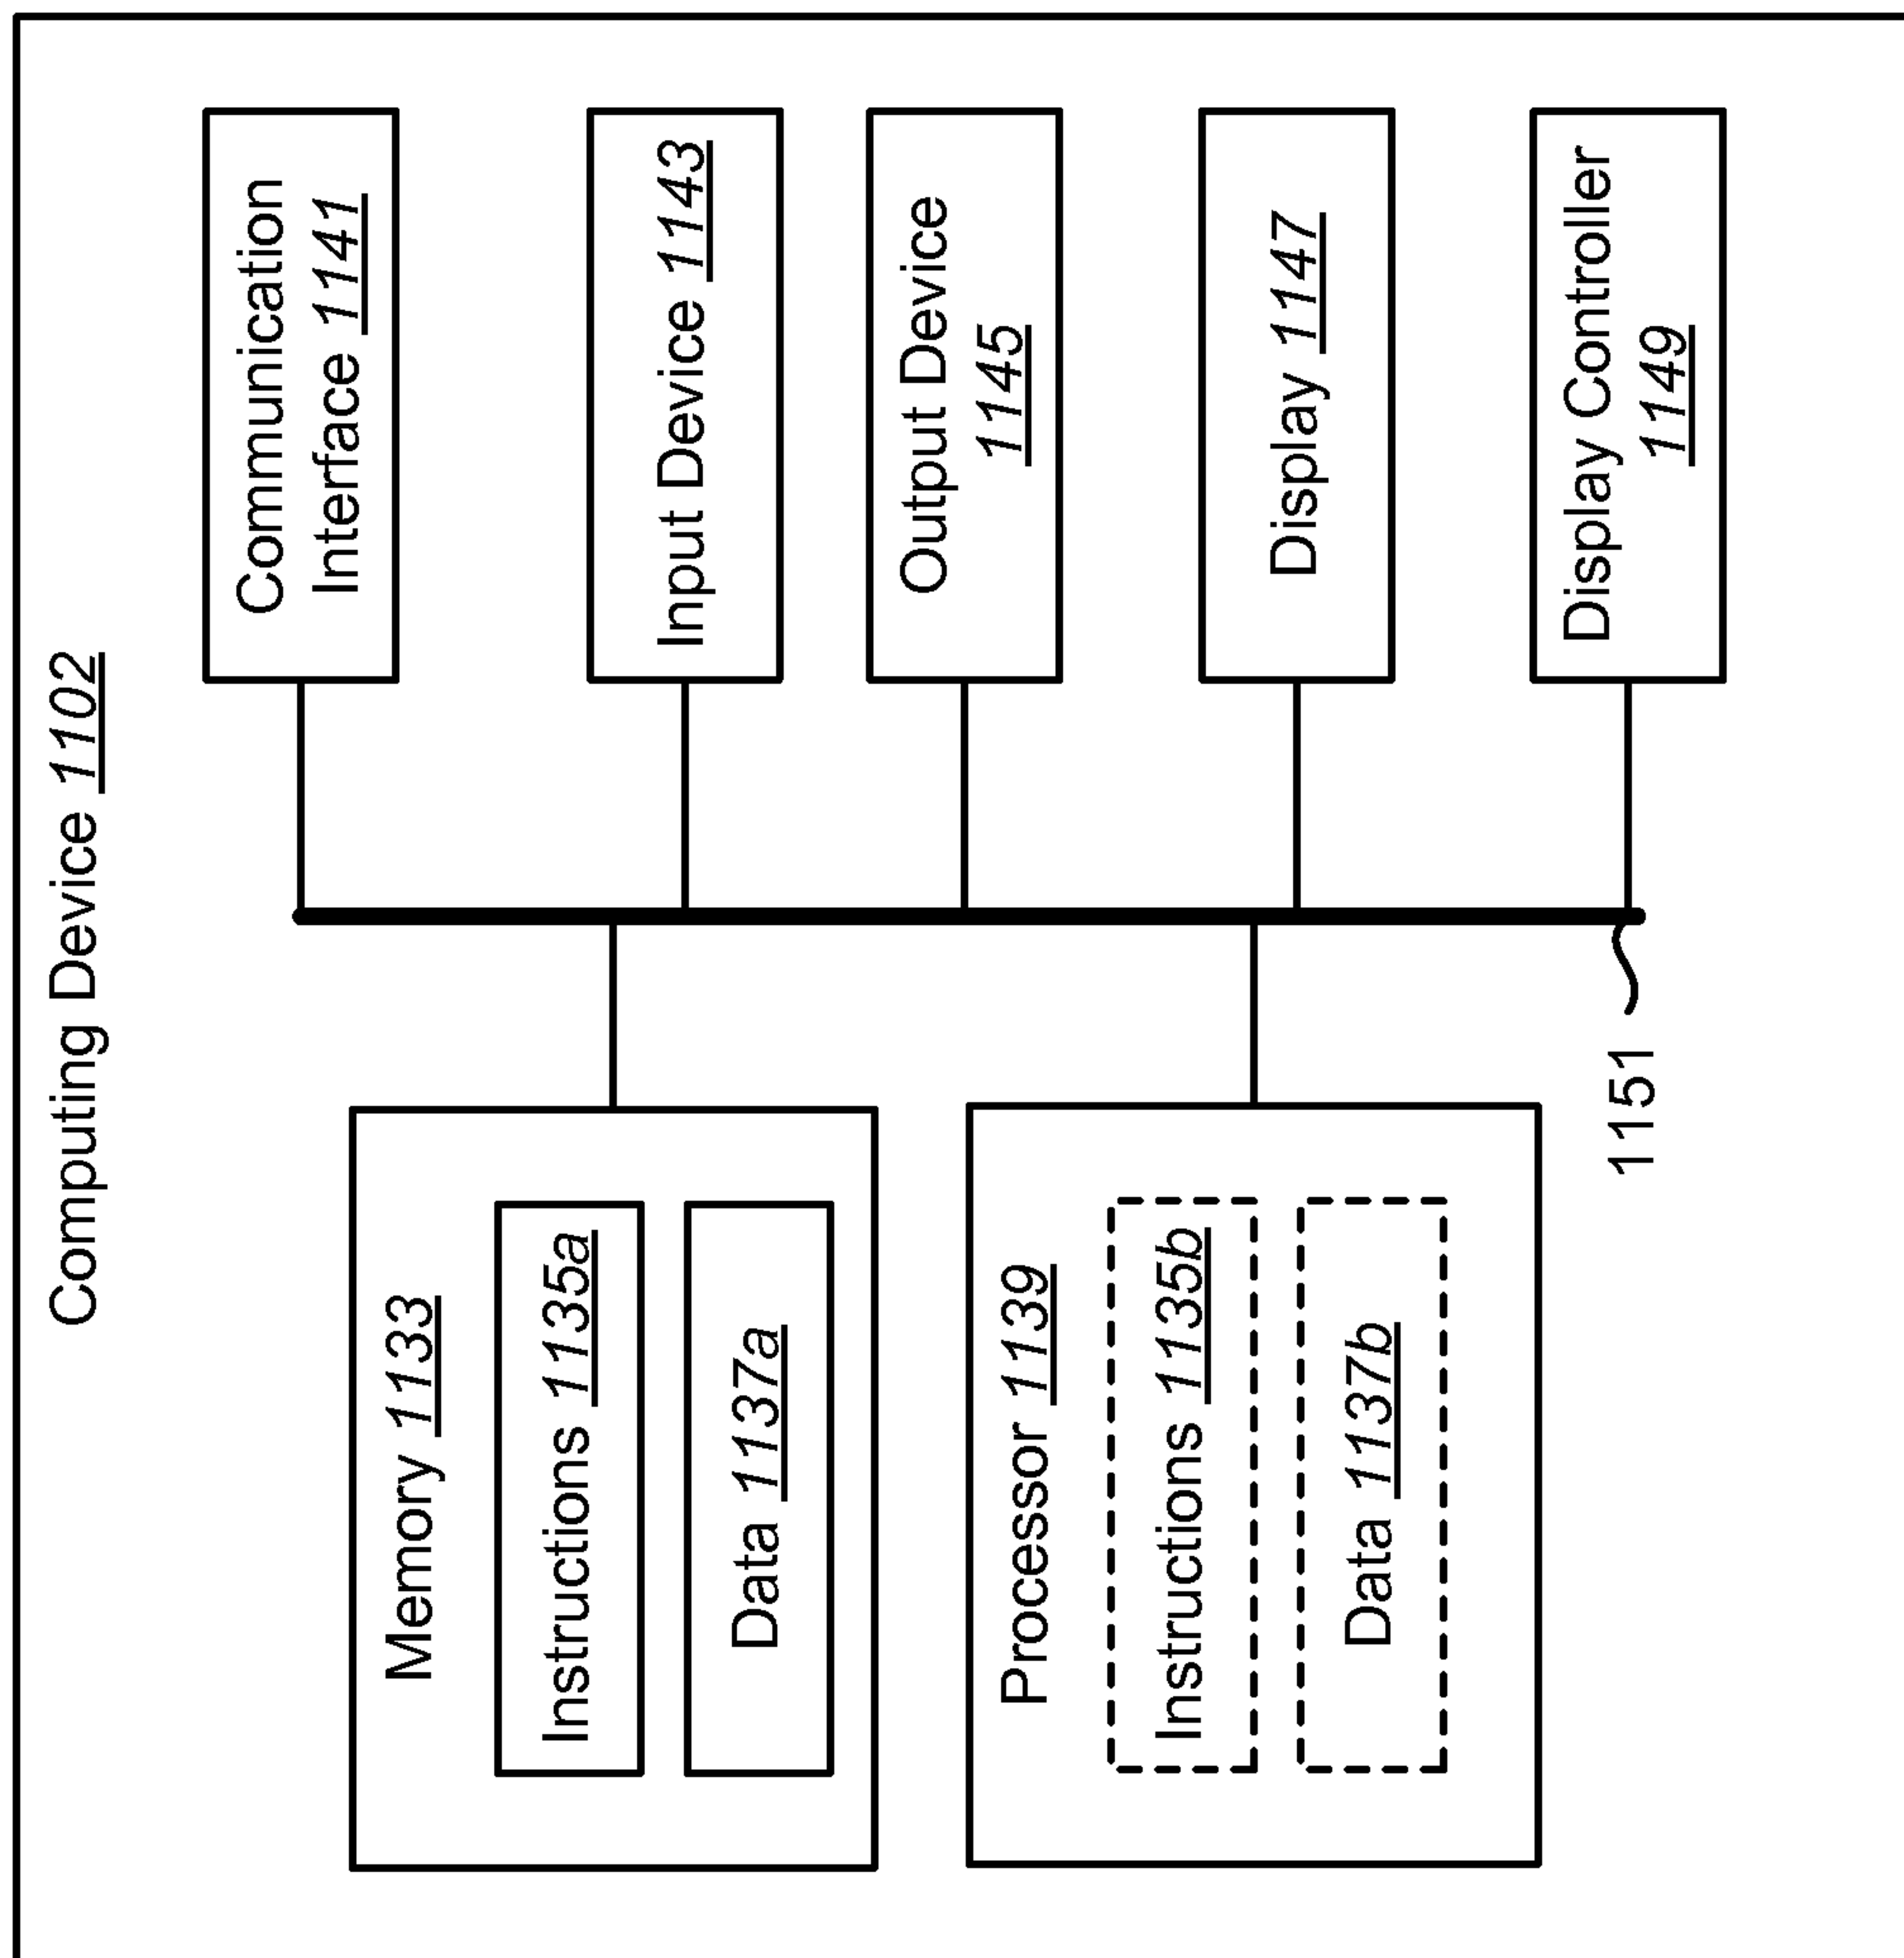 Computing Device 1102
Memory 1133
Instructions 1135a
Data 1137a
Processor 1139
Instructions 1135b
Data 1137b
1151
Communication
Interface 1141
Input Device 1143
Output Device
1145
Display 1147
Display Controller
1149